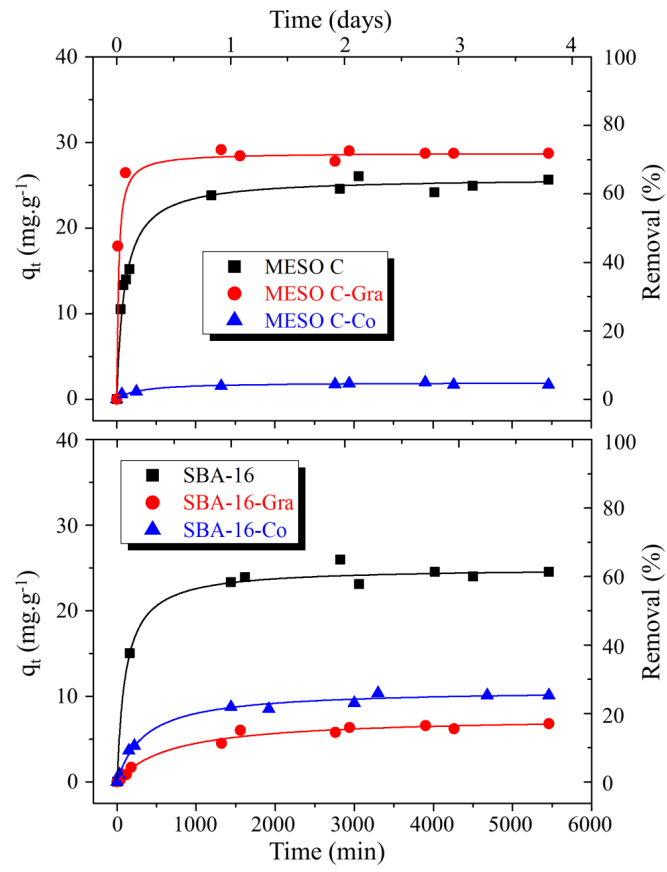 Time (days)
0 1 2 3 4
40 100
30 80
20 60
10 40
0 20
0
qt (mg.g-1)
Removal (%)
MESO C
MESO C-Gra
MESO C-Co
40 100
30 80
20 60
10 40
0 20
0
qt (mg.g-1)
Removal (%)
SBA-16
SBA-16-Gra
SBA-16-Co
0 1000 2000 3000 4000 5000 6000
Time (min)